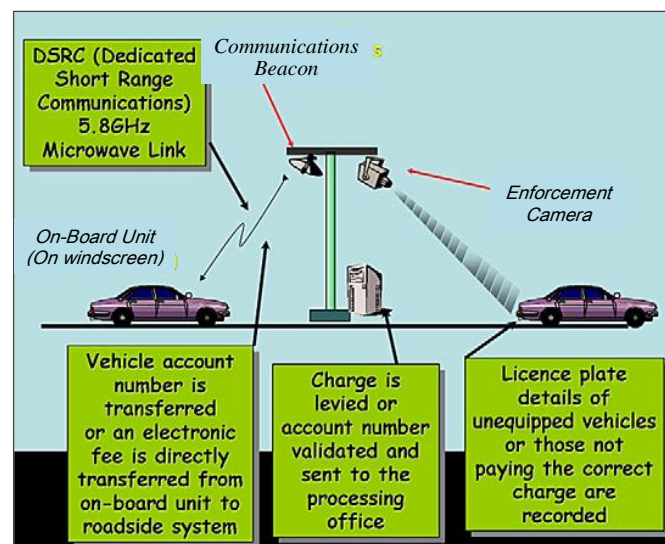 DSRC (Dedicated
Short Range
Communications)
5.8GHz
Microwave Link
Communications
Beacon
Enforcement
Camera
On-Board Unit
(On windscreen)
Vehicle account
number is
transferred
or an electronic
fee is directly
transferred from
on-board unit to
roadside system
Charge is
levied or
account number
validated and
sent to the
processing
office
Licence plate
details of
unequipped vehicles
or those not
paying the correct
charge are
recorded